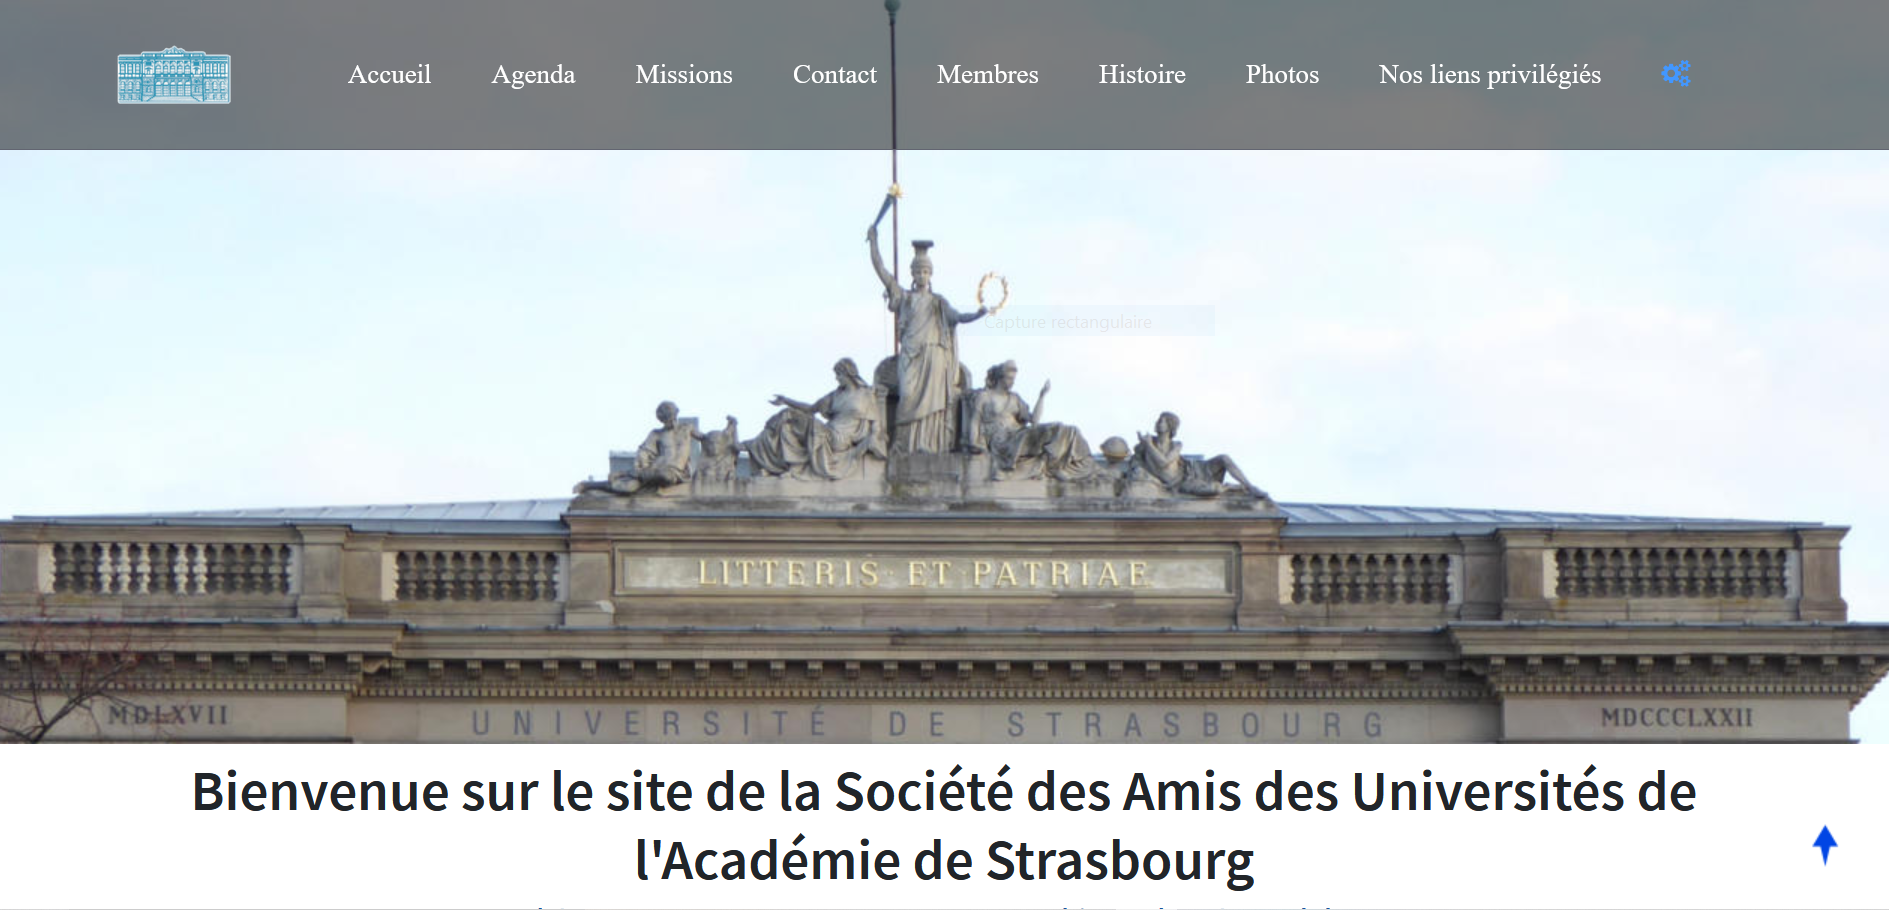 Accueil Agenda Missions Contact Membres Histoire Photos Nos liens privilégiés
Capture rectangulaire
LITTERIS · ET · PATRIAE
MDLXVII
UNIVERSITÉ DE STRASBOURG
MDCCCLXXII
Bienvenue sur le site de la Société des Amis des Universités de
l'Académie de Strasbourg